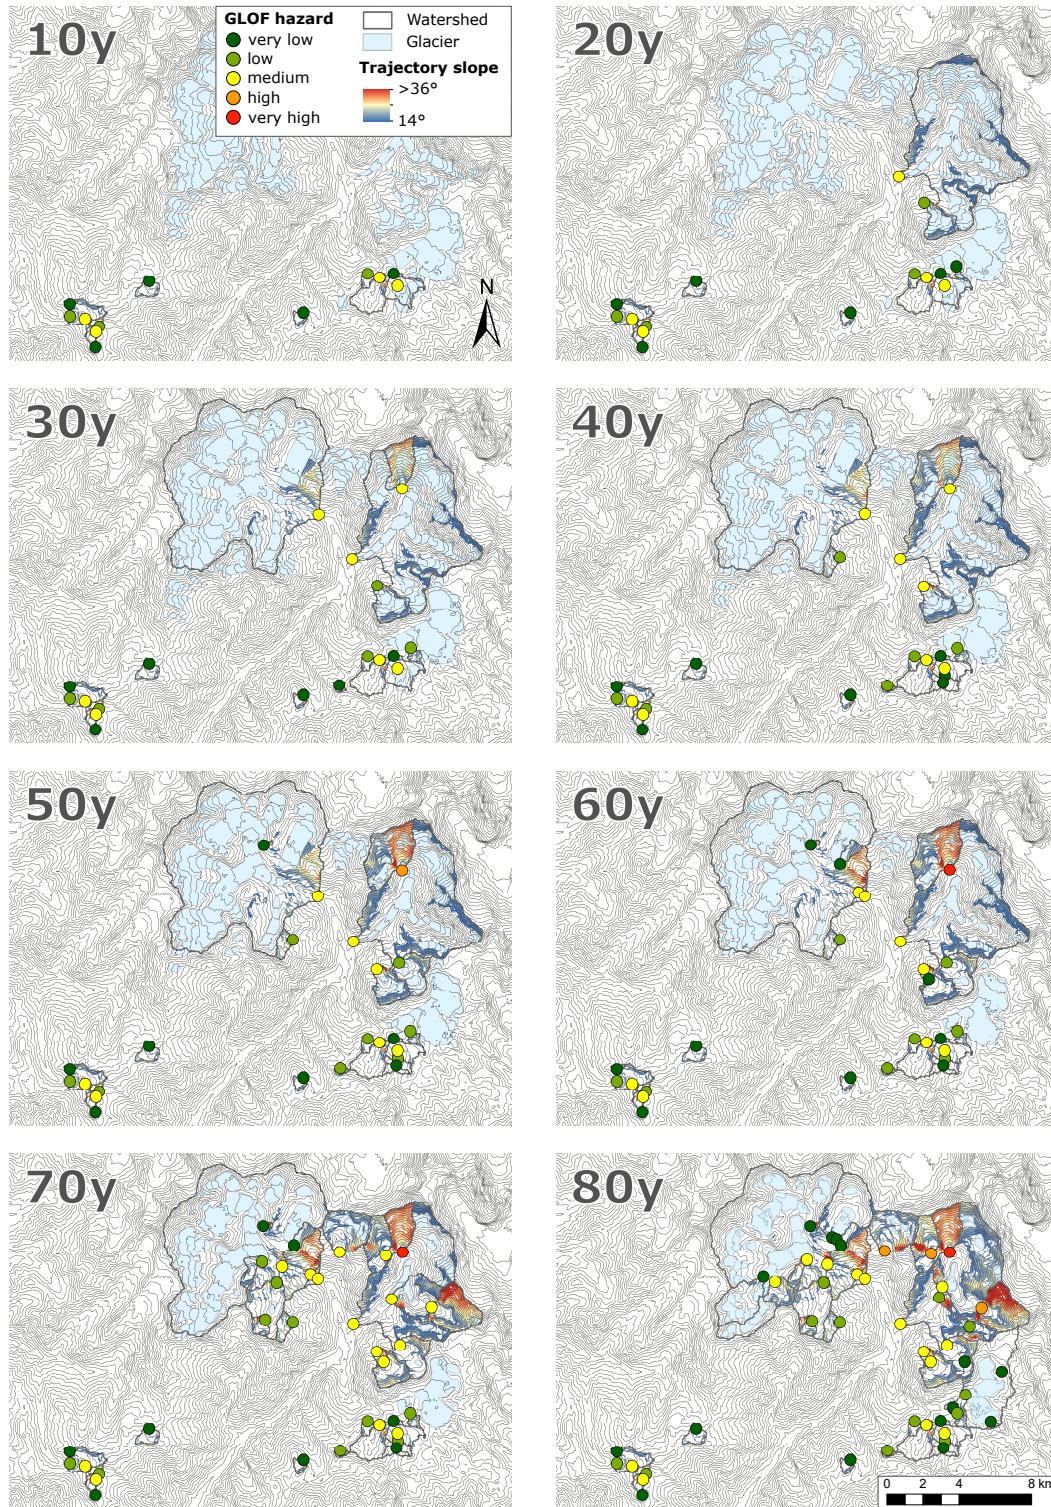 10y
GLOF hazard
very low
low
medium
high
very high
Watershed
Glacier
Trajectory slope
>36°
14°
N
20y
30y
40y
50y
60y
70y
80y
0 2 4 8 km